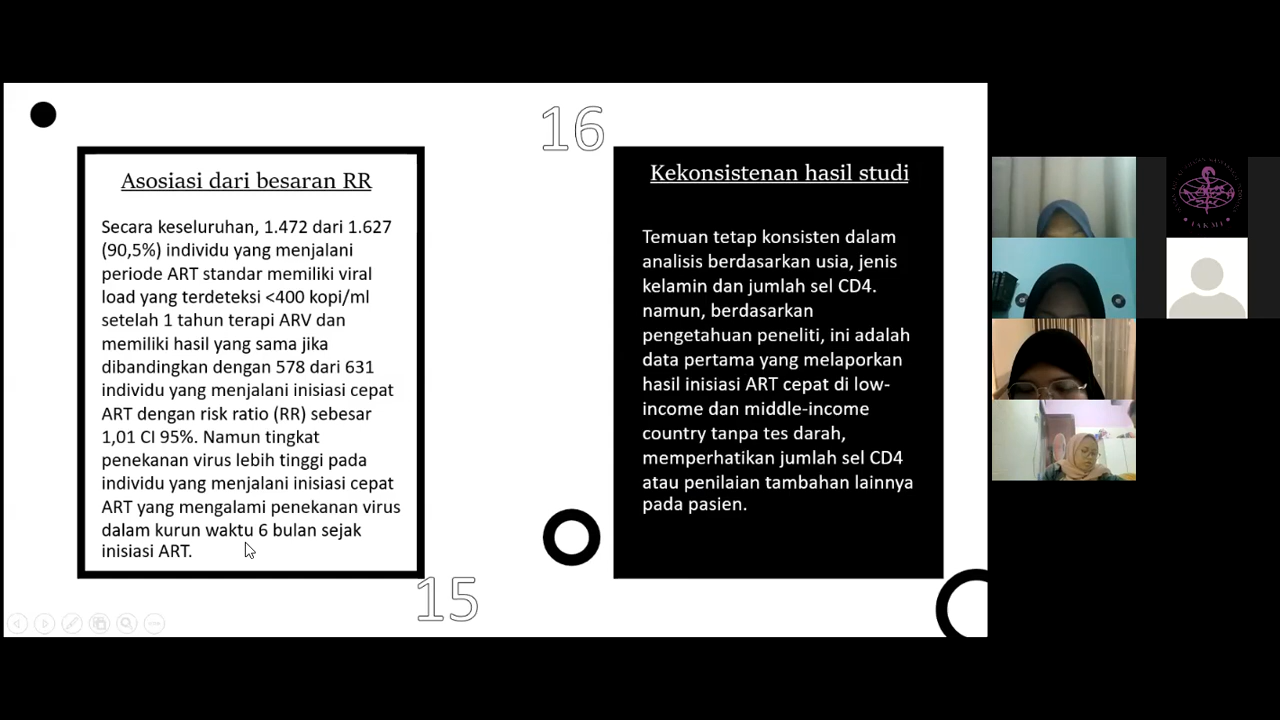 Asosiasi dari besaran RR
Secara keseluruhan, 1.472 dari 1.627
(90,5%) individu yang menjalani
periode ART standar memiliki viral
load yang terdeteksi <400 kopi/ml
setelah 1 tahun terapi ARV dan
memiliki hasil yang sama jika
dibandingkan dengan 578 dari 631
individu yang menjalani inisiasi cepat
ART dengan risk ratio (RR) sebesar
1,01 CI 95%. Namun tingkat
penekanan virus lebih tinggi pada
individu yang menjalani inisiasi cepat
ART yang mengalami penekanan virus
dalam kurun waktu 6 bulan sejak
inisiasi ART.
15
16
Kekonsistenan hasil studi
Temuan tetap konsisten dalam
analisis berdasarkan usia, jenis
kelamin dan jumlah sel CD4.
namun, berdasarkan
pengetahuan peneliti, ini adalah
data pertama yang melaporkan
hasil inisiasi ART cepat di low-
income dan middle-income
country tanpa tes darah,
memperhatikan jumlah sel CD4
atau penilaian tambahan lainnya
pada pasien.
IAKMI